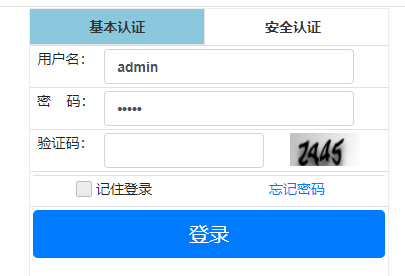 基本认证 安全认证
用户名： admin
密 码： •••••
验证码： 7445
记住登录 忘记密码
登录